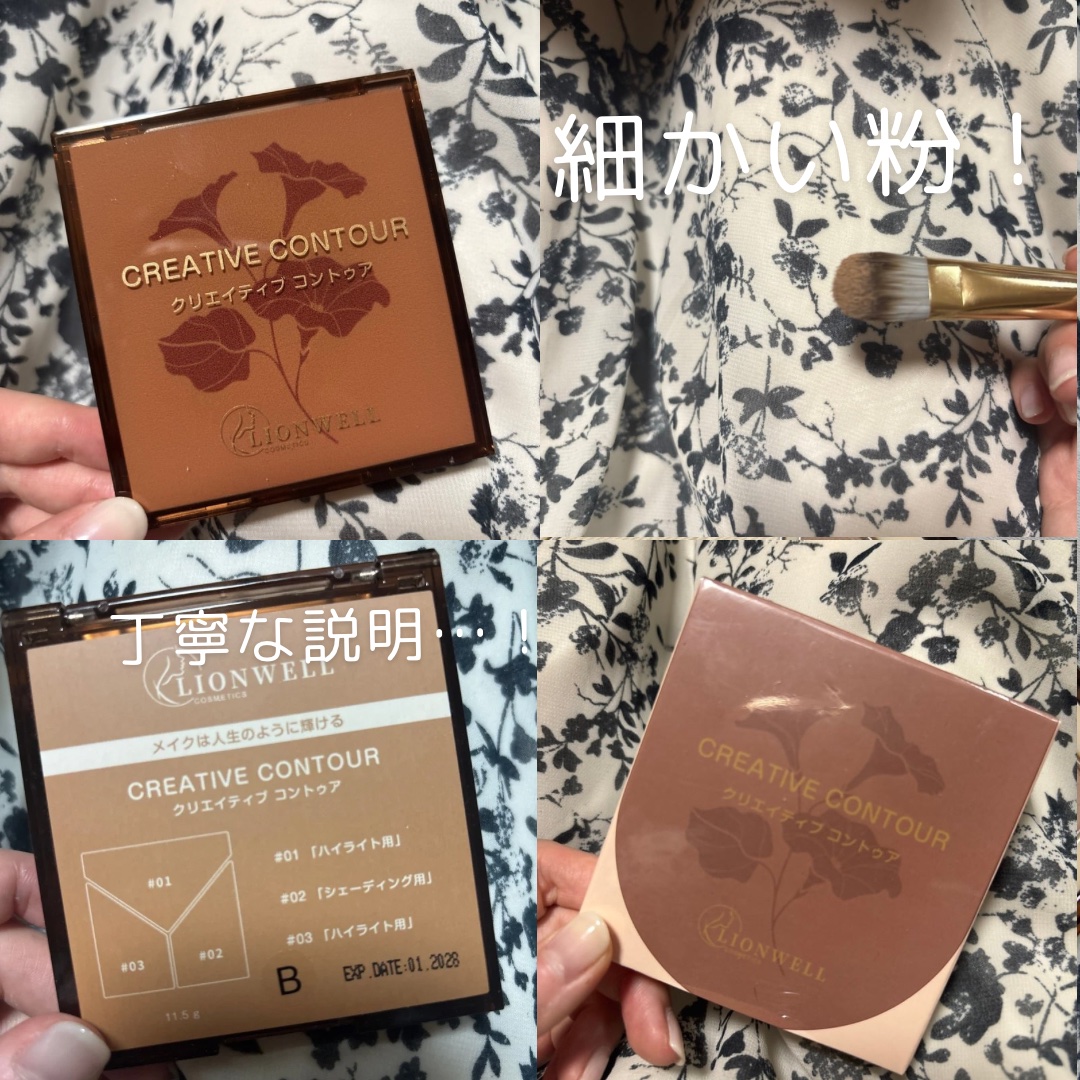 CREATIVE CONTOUR
クリエイティブ コントゥア
LIONWELL
COSMETICS
細かい粉！
丁寧な説明…！
LIONWELL
COSMETICS
メイクは人生のように輝ける
CREATIVE CONTOUR
クリエイティブ コントゥア
#01 「ハイライト用」
#02 「シェーディング用」
#03 「ハイライト用」
#01
#03
#02
B
EXP.DATE:01.2028
11.5 g
CREATIVE CONTOUR
クリエイティブ コントゥア
LIONWELL
COSMETICS